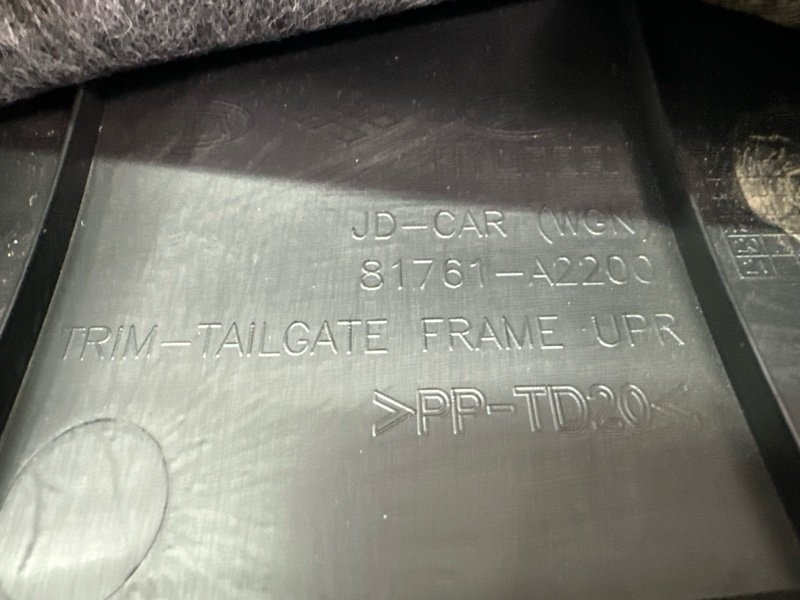 JD-CAR (WGN)
81761-A2200
TRIM-TAILGATE FRAME UPR
>PP-TD20<